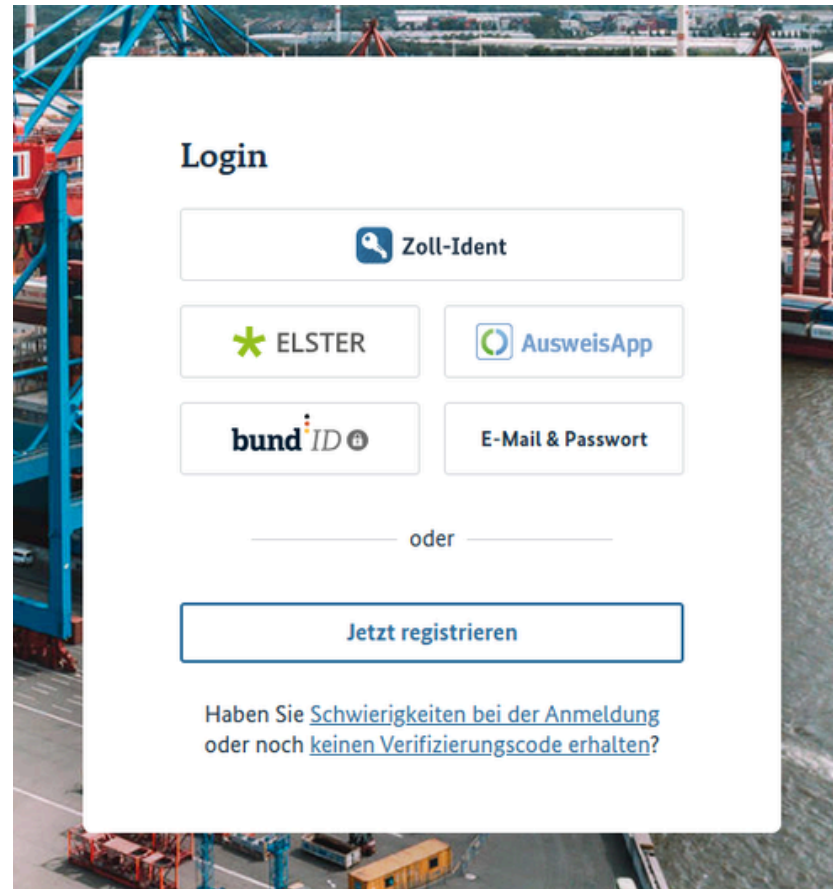 Login
Zoll-Ident
ELSTER
AusweisApp
bund ID
E-Mail & Passwort
oder
Jetzt registrieren
Haben Sie Schwierigkeiten bei der Anmeldung
oder noch keinen Verifizierungscode erhalten?